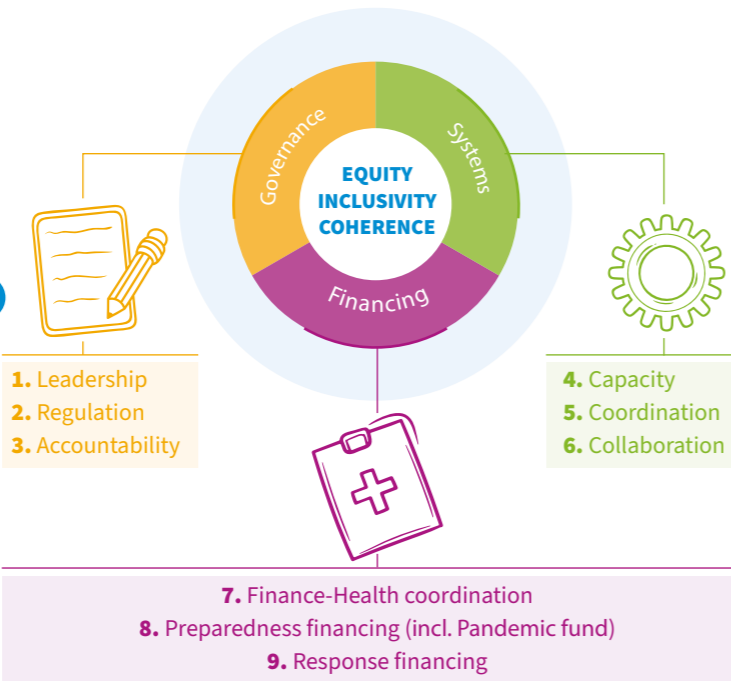 Governance
Systems
EQUITY
INCLUSIVITY
COHERENCE
Financing
1. Leadership
2. Regulation
3. Accountability
4. Capacity
5. Coordination
6. Collaboration
7. Finance-Health coordination
8. Preparedness financing (incl. Pandemic fund)
9. Response financing